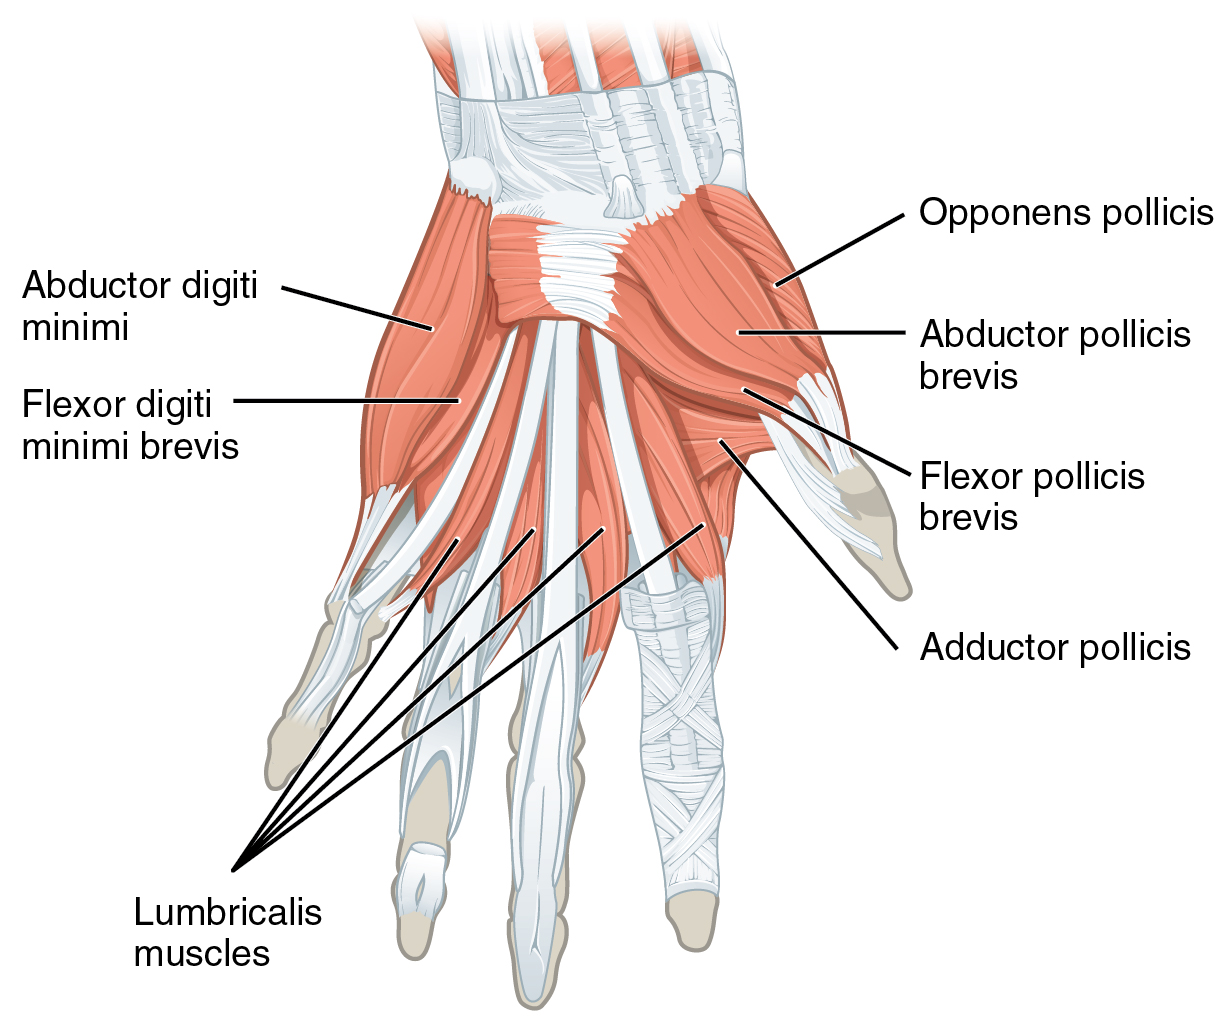 Opponens pollicis
Abductor digiti
minimi
Abductor pollicis
brevis
Flexor digiti
minimi brevis
Flexor pollicis
brevis
Adductor pollicis
Lumbricalis
muscles